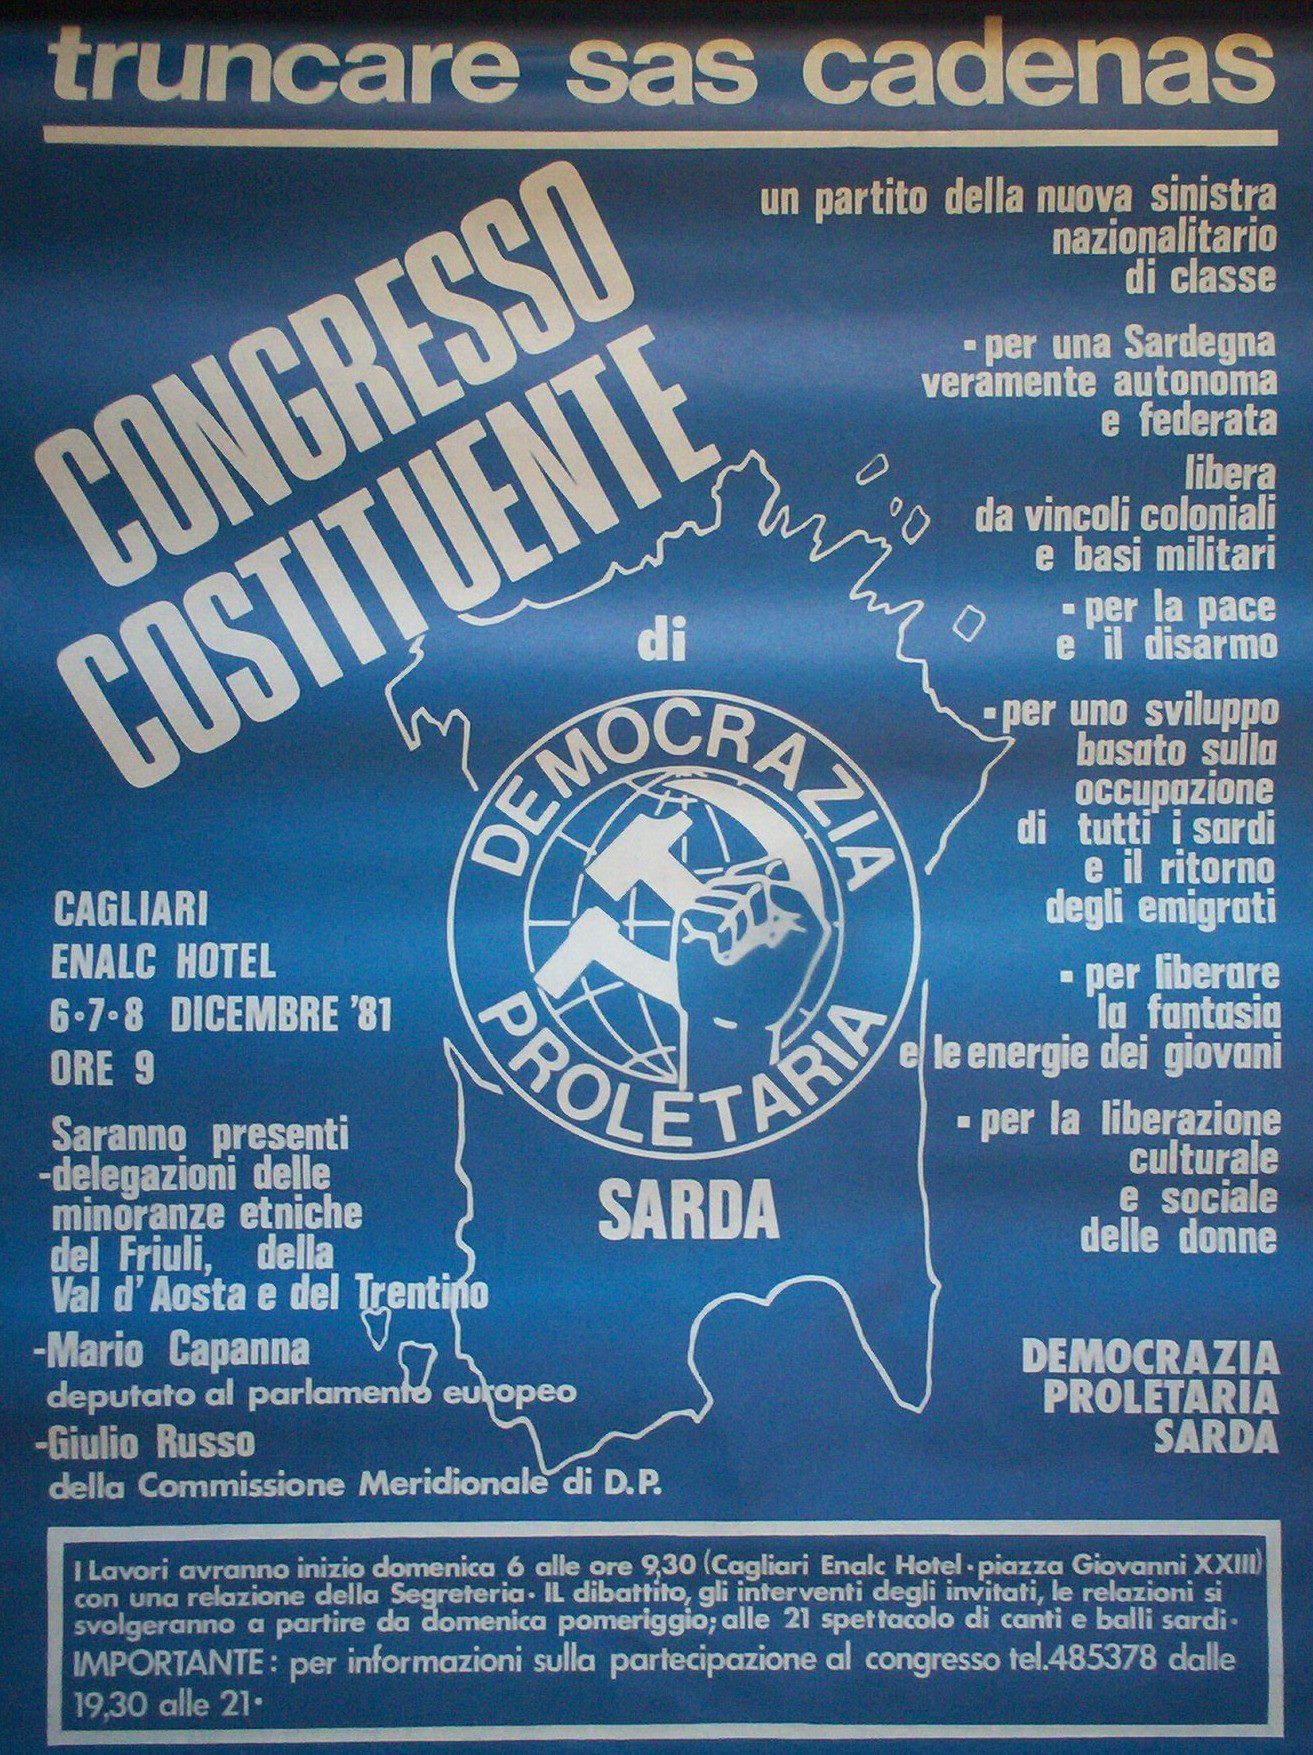 truncare sas cadenas
CONGRESSO
COSTITUENTE
di
DEMOCRAZIA
PROLETARIA
SARDA
un partito della nuova sinistra
nazionalitario
di classe
- per una Sardegna
veramente autonoma
e federata
libera
da vincoli coloniali
e basi militari
- per la pace
e il disarmo
- per uno sviluppo
basato sulla
occupazione
di tutti i sardi
e il ritorno
degli emigrati
- per liberare
la fantasia
e le energie dei giovani
- per la liberazione
culturale
e sociale
delle donne
DEMOCRAZIA
PROLETARIA
SARDA
CAGLIARI
ENALC HOTEL
6•7•8 DICEMBRE '81
ORE 9
Saranno presenti
-delegazioni delle
minoranze etniche
del Friuli, della
Val d'Aosta e del Trentino
-Mario Capanna
deputato al parlamento europeo
-Giulio Russo
della Commissione Meridionale di D.P.
I Lavori avranno inizio domenica 6 alle ore 9,30 (Cagliari Enalc Hotel•piazza Giovanni XXIII)
con una relazione della Segreteria• IL dibattito, gli interventi degli invitati, le relazioni si
svolgeranno a partire da domenica pomeriggio; alle 21 spettacolo di canti e balli sardi•
IMPORTANTE: per informazioni sulla partecipazione al congresso tel.485378 dalle
19,30 alle 21•